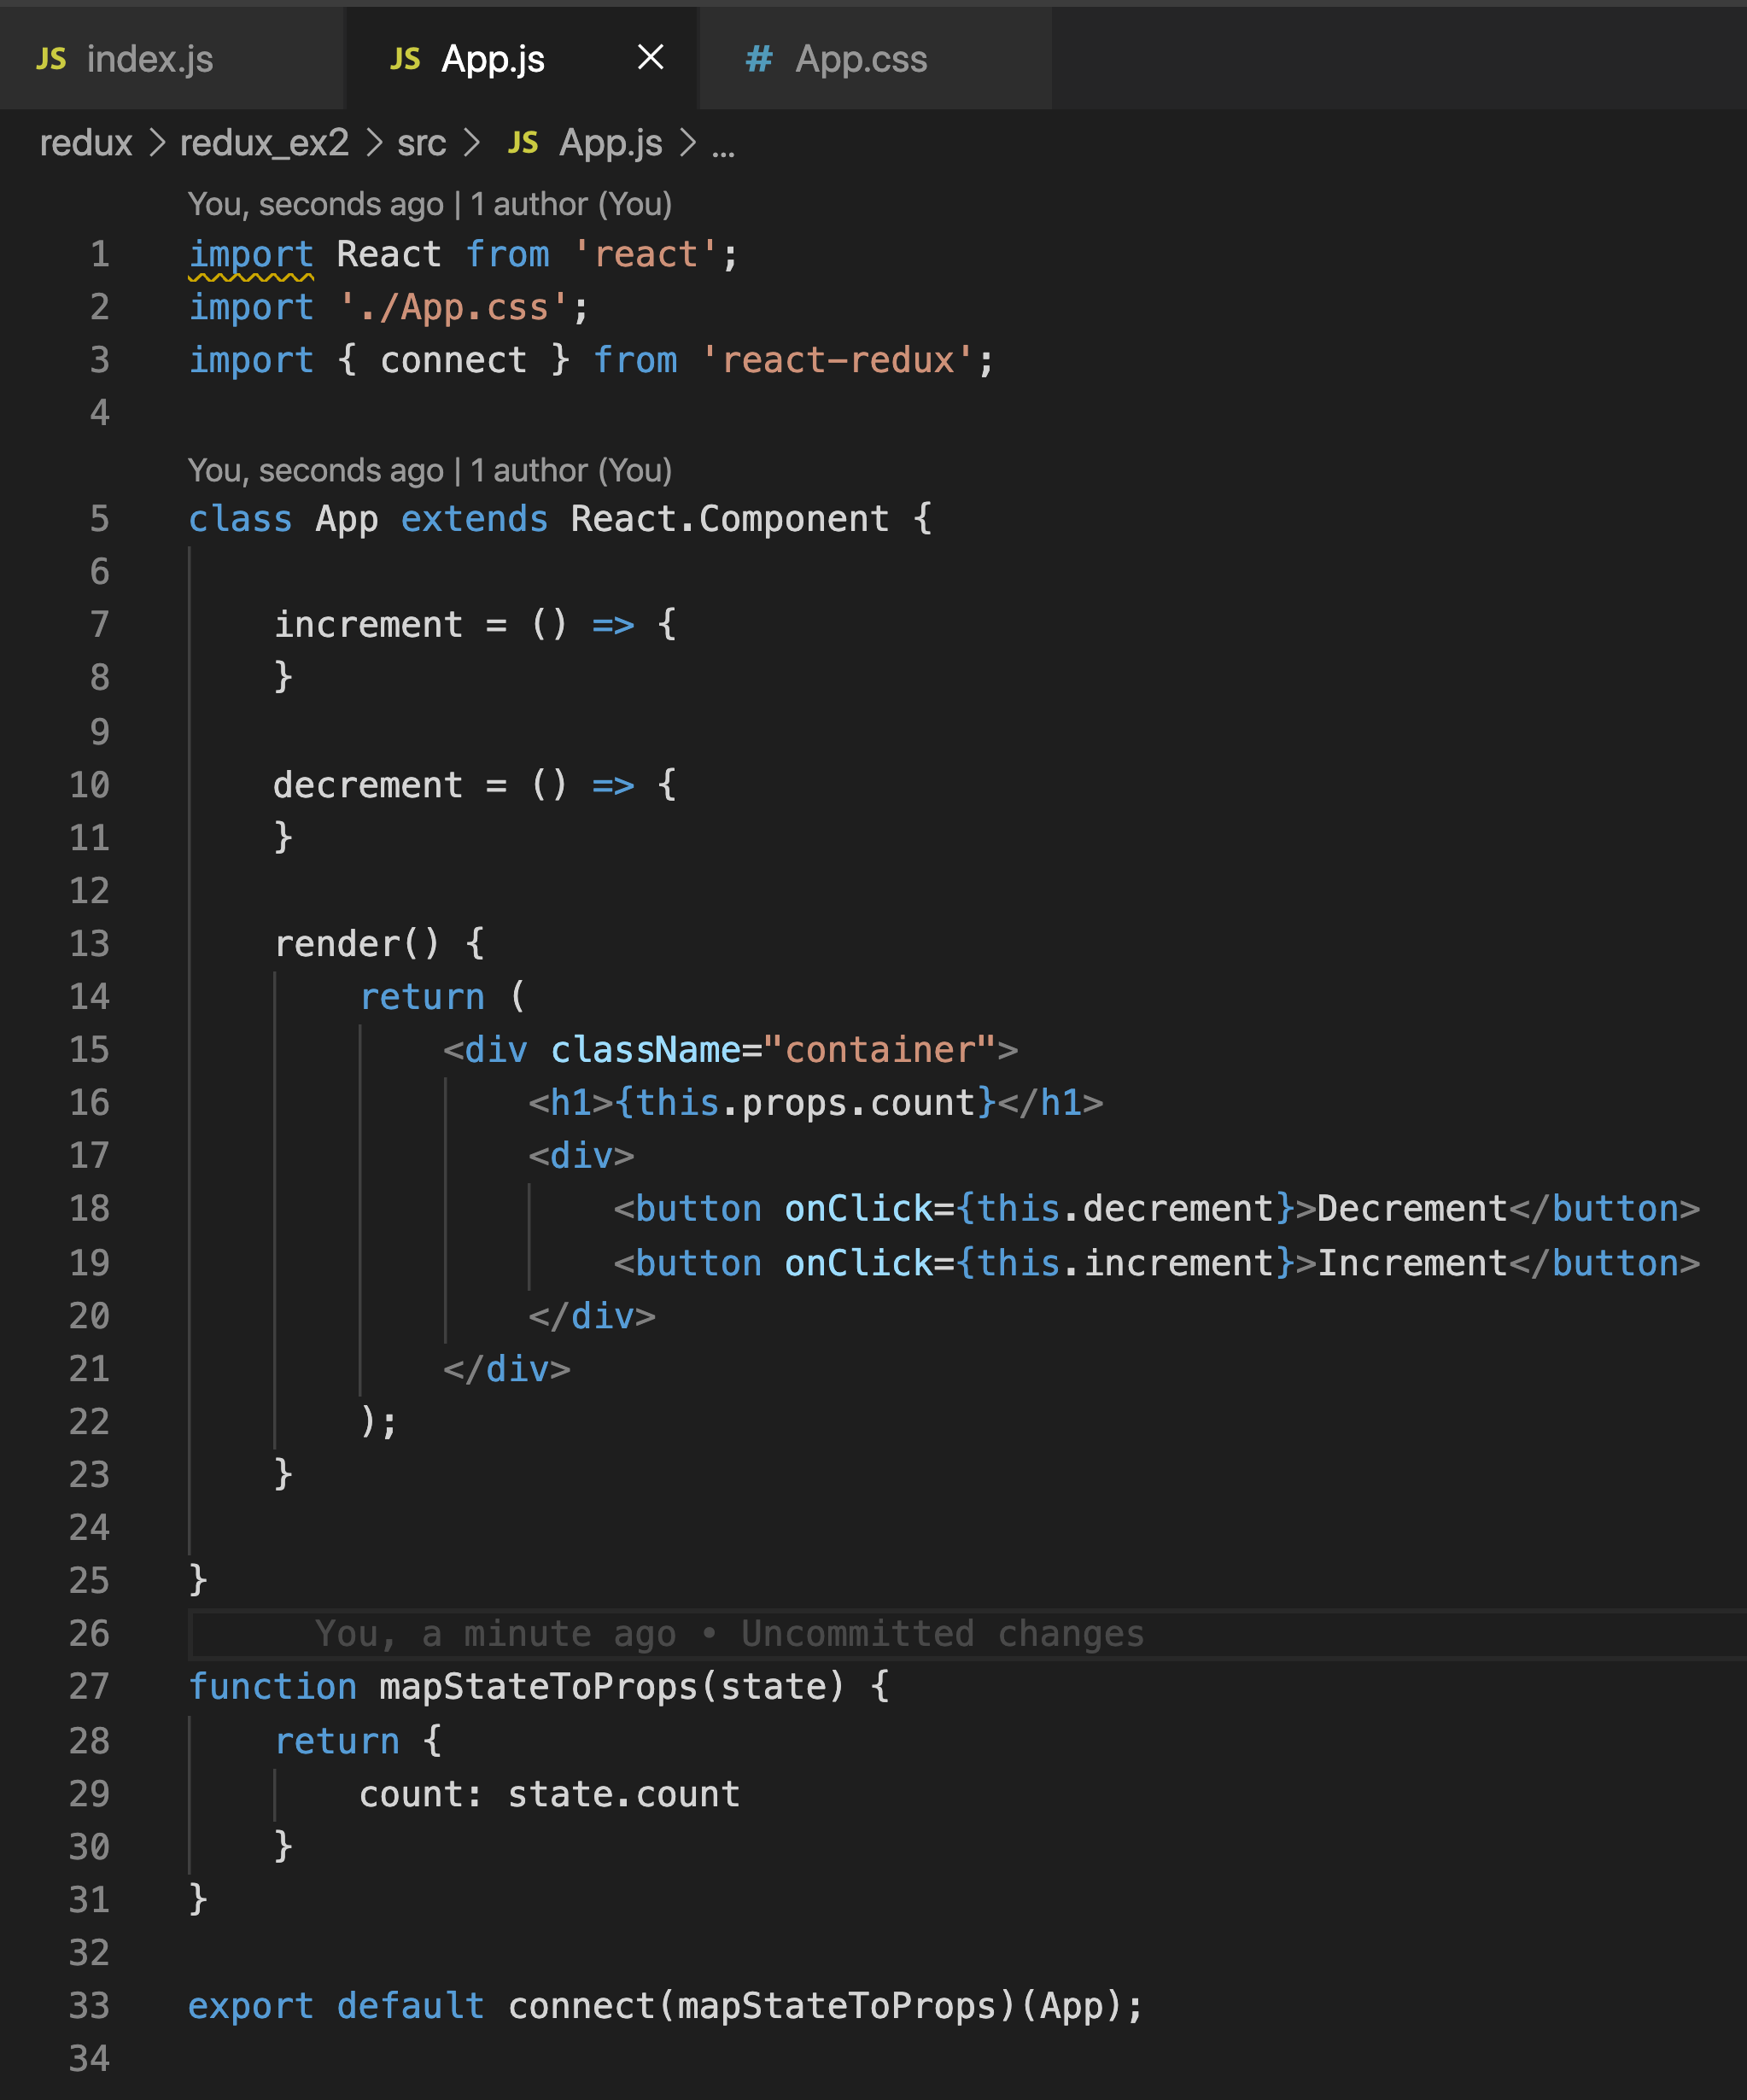 JS index.js JS App.js # App.css
redux > redux_ex2 > src > JS App.js > ...
You, seconds ago | 1 author (You)
1 import React from 'react';
2 import './App.css';
3 import { connect } from 'react-redux';
4
You, seconds ago | 1 author (You)
5 class App extends React.Component {
6
7     increment = () => {
8     }
9
10     decrement = () => {
11     }
12
13     render() {
14         return (
15             <div className="container">
16                 <h1>{this.props.count}</h1>
17                 <div>
18                     <button onClick={this.decrement}>Decrement</button>
19                     <button onClick={this.increment}>Increment</button>
20                 </div>
21             </div>
22         );
23     }
24
25 }
26 You, a minute ago • Uncommitted changes
27 function mapStateToProps(state) {
28     return {
29         count: state.count
30     }
31 }
32
33 export default connect(mapStateToProps)(App);
34